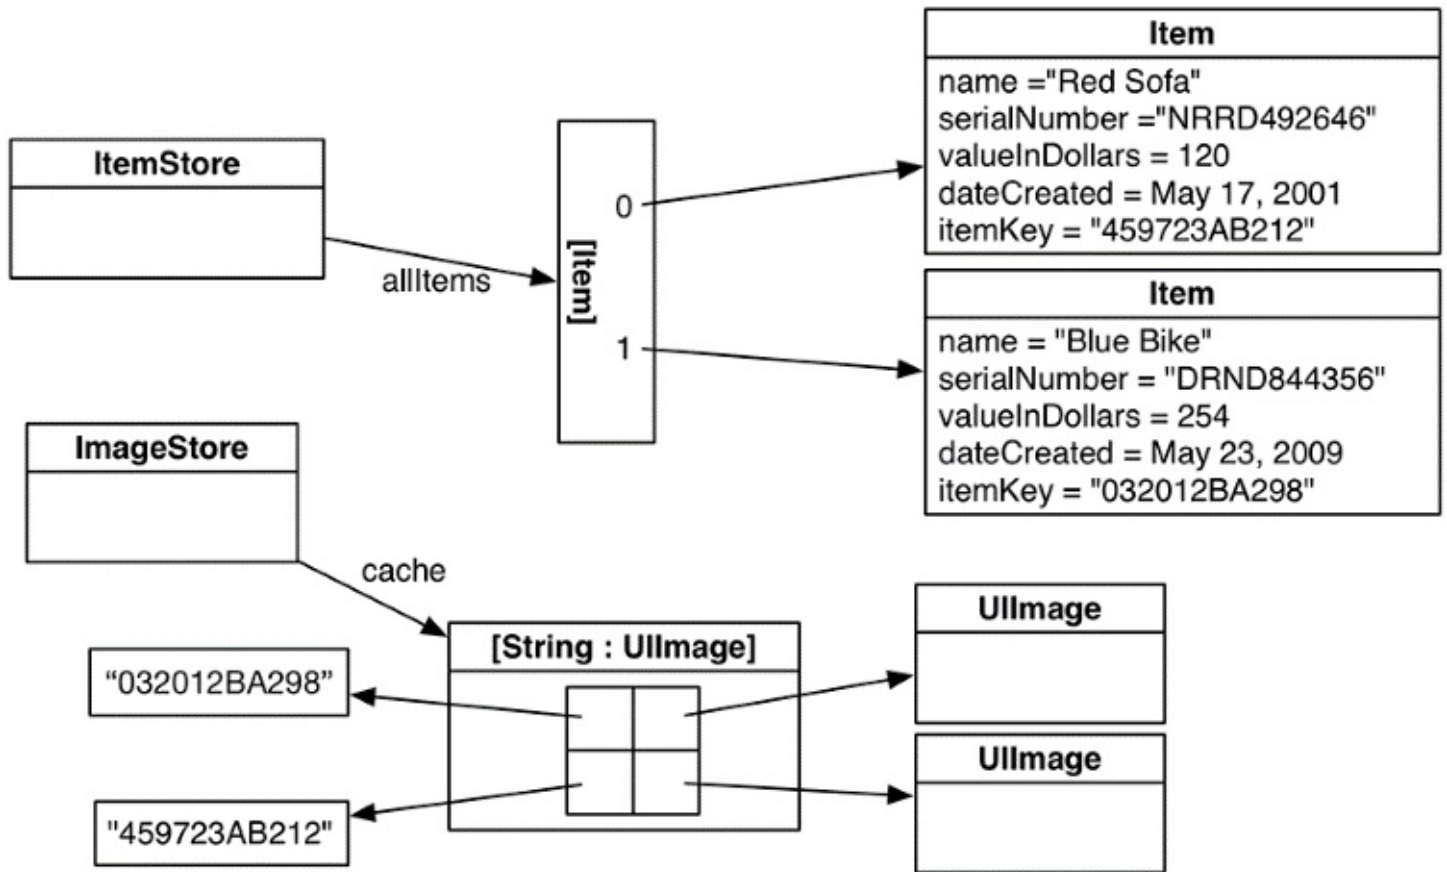 ItemStore
allItems
[Item]
0
1
Item
name ="Red Sofa"
serialNumber ="NRRD492646"
valueInDollars = 120
dateCreated = May 17, 2001
itemKey = "459723AB212"
Item
name = "Blue Bike"
serialNumber = "DRND844356"
valueInDollars = 254
dateCreated = May 23, 2009
itemKey = "032012BA298"
ImageStore
cache
[String : UIImage]
“032012BA298”
"459723AB212"
UIImage
UIImage